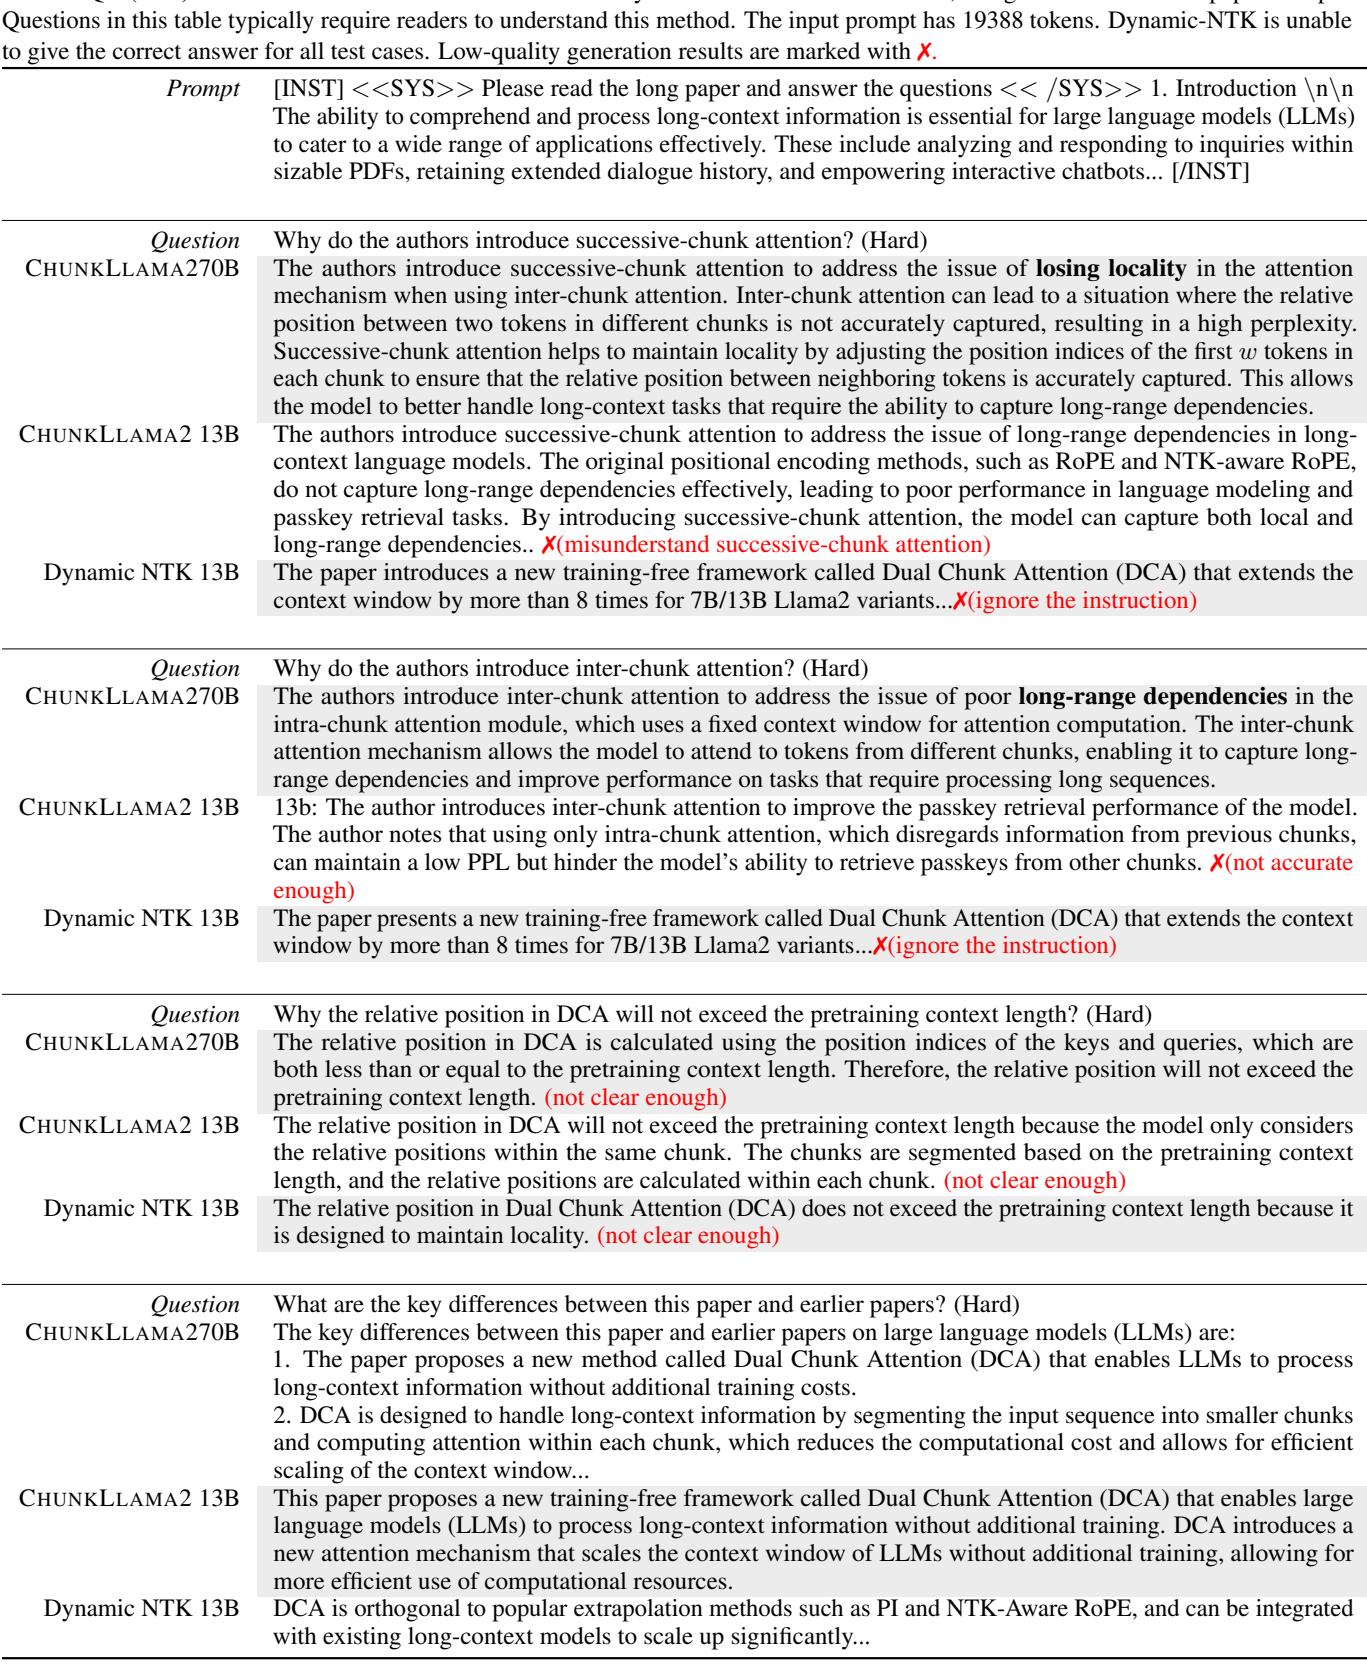 Questions in this table typically require readers to understand this method. The input prompt has 19388 tokens. Dynamic-NTK is unable
to give the correct answer for all test cases. Low-quality generation results are marked with ✗.
Prompt [INST] <<SYS>> Please read the long paper and answer the questions << /SYS>> 1. Introduction \n\n
The ability to comprehend and process long-context information is essential for large language models (LLMs)
to cater to a wide range of applications effectively. These include analyzing and responding to inquiries within
sizable PDFs, retaining extended dialogue history, and empowering interactive chatbots... [/INST]
Question Why do the authors introduce successive-chunk attention? (Hard)
CHUNKLLAMA270B The authors introduce successive-chunk attention to address the issue of losing locality in the attention
mechanism when using inter-chunk attention. Inter-chunk attention can lead to a situation where the relative
position between two tokens in different chunks is not accurately captured, resulting in a high perplexity.
Successive-chunk attention helps to maintain locality by adjusting the position indices of the first w tokens in
each chunk to ensure that the relative position between neighboring tokens is accurately captured. This allows
the model to better handle long-context tasks that require the ability to capture long-range dependencies.
CHUNKLLAMA2 13B The authors introduce successive-chunk attention to address the issue of long-range dependencies in long-
context language models. The original positional encoding methods, such as RoPE and NTK-aware RoPE,
do not capture long-range dependencies effectively, leading to poor performance in language modeling and
passkey retrieval tasks. By introducing successive-chunk attention, the model can capture both local and
long-range dependencies.. ✗(misunderstand successive-chunk attention)
Dynamic NTK 13B The paper introduces a new training-free framework called Dual Chunk Attention (DCA) that extends the
context window by more than 8 times for 7B/13B Llama2 variants...✗(ignore the instruction)
Question Why do the authors introduce inter-chunk attention? (Hard)
CHUNKLLAMA270B The authors introduce inter-chunk attention to address the issue of poor long-range dependencies in the
intra-chunk attention module, which uses a fixed context window for attention computation. The inter-chunk
attention mechanism allows the model to attend to tokens from different chunks, enabling it to capture long-
range dependencies and improve performance on tasks that require processing long sequences.
CHUNKLLAMA2 13B 13b: The author introduces inter-chunk attention to improve the passkey retrieval performance of the model.
The author notes that using only intra-chunk attention, which disregards information from previous chunks,
can maintain a low PPL but hinder the model's ability to retrieve passkeys from other chunks. ✗(not accurate
enough)
Dynamic NTK 13B The paper presents a new training-free framework called Dual Chunk Attention (DCA) that extends the context
window by more than 8 times for 7B/13B Llama2 variants...✗(ignore the instruction)
Question Why the relative position in DCA will not exceed the pretraining context length? (Hard)
CHUNKLLAMA270B The relative position in DCA is calculated using the position indices of the keys and queries, which are
both less than or equal to the pretraining context length. Therefore, the relative position will not exceed the
pretraining context length. (not clear enough)
CHUNKLLAMA2 13B The relative position in DCA will not exceed the pretraining context length because the model only considers
the relative positions within the same chunk. The chunks are segmented based on the pretraining context
length, and the relative positions are calculated within each chunk. (not clear enough)
Dynamic NTK 13B The relative position in Dual Chunk Attention (DCA) does not exceed the pretraining context length because it
is designed to maintain locality. (not clear enough)
Question What are the key differences between this paper and earlier papers? (Hard)
CHUNKLLAMA270B The key differences between this paper and earlier papers on large language models (LLMs) are:
1. The paper proposes a new method called Dual Chunk Attention (DCA) that enables LLMs to process
long-context information without additional training costs.
2. DCA is designed to handle long-context information by segmenting the input sequence into smaller chunks
and computing attention within each chunk, which reduces the computational cost and allows for efficient
scaling of the context window...
CHUNKLLAMA2 13B This paper proposes a new training-free framework called Dual Chunk Attention (DCA) that enables large
language models (LLMs) to process long-context information without additional training. DCA introduces a
new attention mechanism that scales the context window of LLMs without additional training, allowing for
more efficient use of computational resources.
Dynamic NTK 13B DCA is orthogonal to popular extrapolation methods such as PI and NTK-Aware RoPE, and can be integrated
with existing long-context models to scale up significantly...